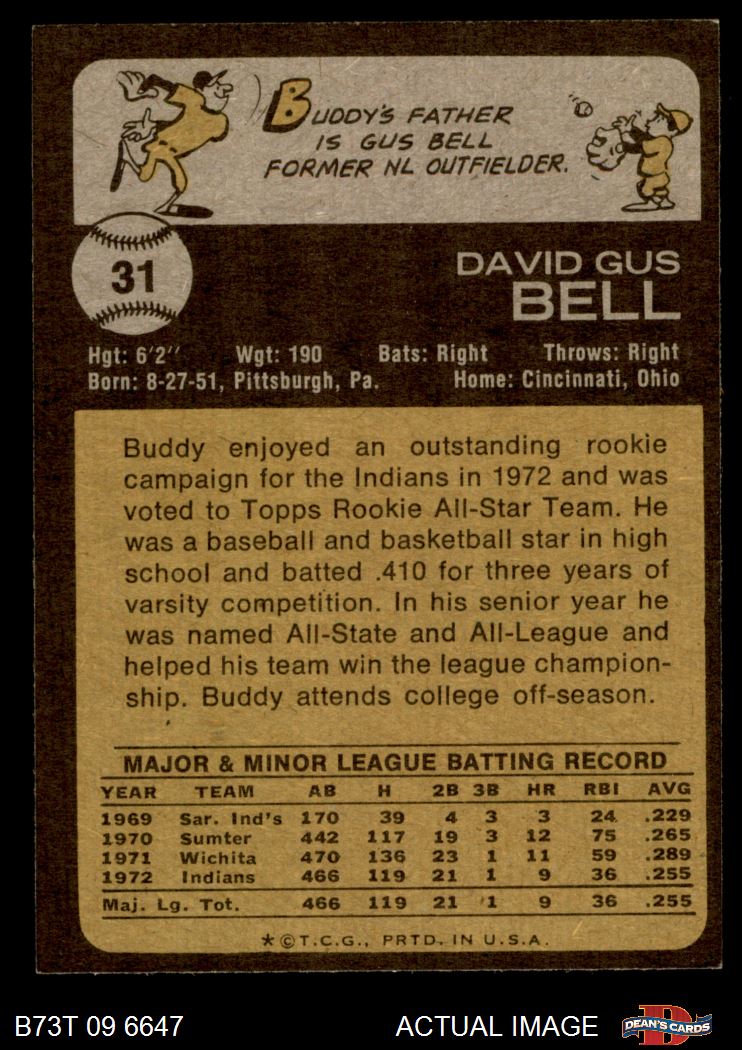 BUDDY'S FATHER
IS GUS BELL
FORMER NL OUTFIELDER.
31
DAVID GUS
BELL
Hgt: 6'2" Wgt: 190 Bats: Right Throws: Right
Born: 8-27-51, Pittsburgh, Pa. Home: Cincinnati, Ohio
Buddy enjoyed an outstanding rookie
campaign for the Indians in 1972 and was
voted to Topps Rookie All-Star Team. He
was a baseball and basketball star in high
school and batted .410 for three years of
varsity competition. In his senior year he
was named All-State and All-League and
helped his team win the league champion-
ship. Buddy attends college off-season.
MAJOR & MINOR LEAGUE BATTING RECORD
YEAR TEAM AB H 2B 3B HR RBI AVG
1969 Sar. Ind's 170 39 4 3 3 24 .229
1970 Sumter 442 117 19 3 12 75 .265
1971 Wichita 470 136 23 1 11 59 .289
1972 Indians 466 119 21 1 9 36 .255
Maj. Lg. Tot. 466 119 21 1 9 36 .255
*©T.C.G., PRTD. IN U.S.A.
B73T 09 6647 ACTUAL IMAGE D DEAN'S CARDS